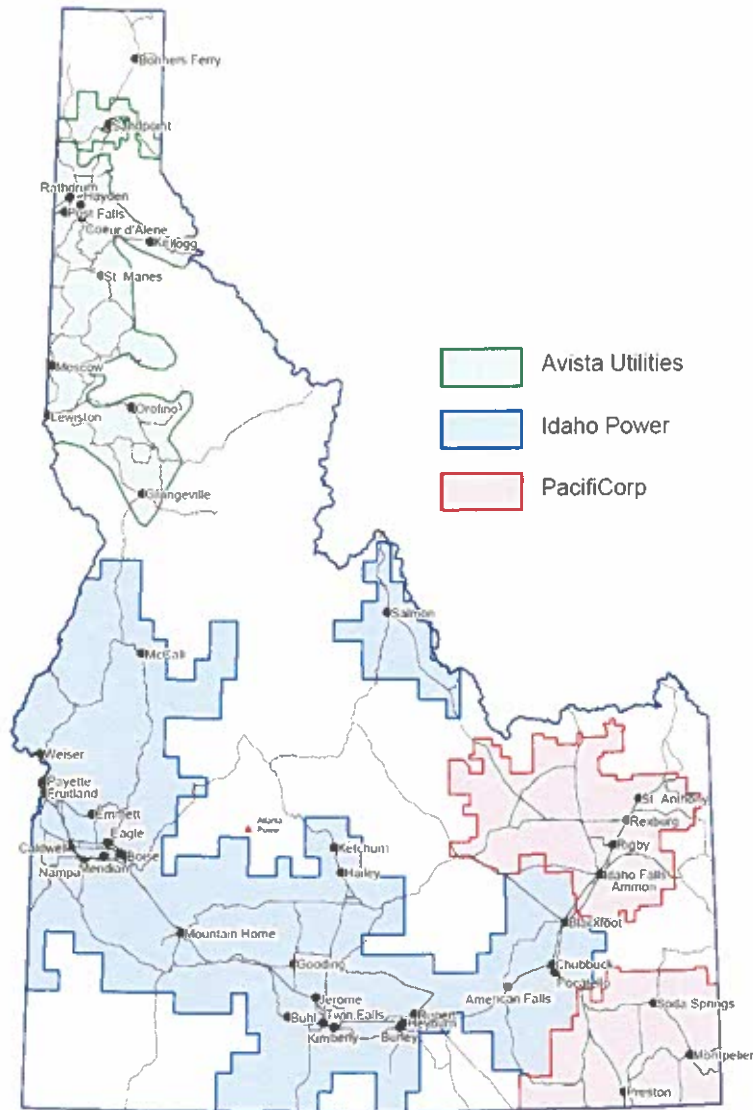 Bonners Ferry
Sandpoint
Rathdrum
Hayden
Post Falls
Coeur d'Alene
Kellogg
St. Maries
Moscow
Lewiston
Orofino
Grangeville
Avista Utilities
Idaho Power
PacifiCorp
Salmon
McCall
Weiser
Payette
Fruitland
Emmett
Eagle
Caldwell
Boise
Meridian
Nampa
Atlanta
Power
Ketchum
Hailey
St. Anthony
Rexburg
Rigby
Idaho Falls
Ammon
Blackfoot
Mountain Home
Gooding
Chubbuck
Pocatello
American Falls
Jerome
Buhl
Twin Falls
Kimberly
Rupert
Heyburn
Burley
Soda Springs
Montpelier
Preston